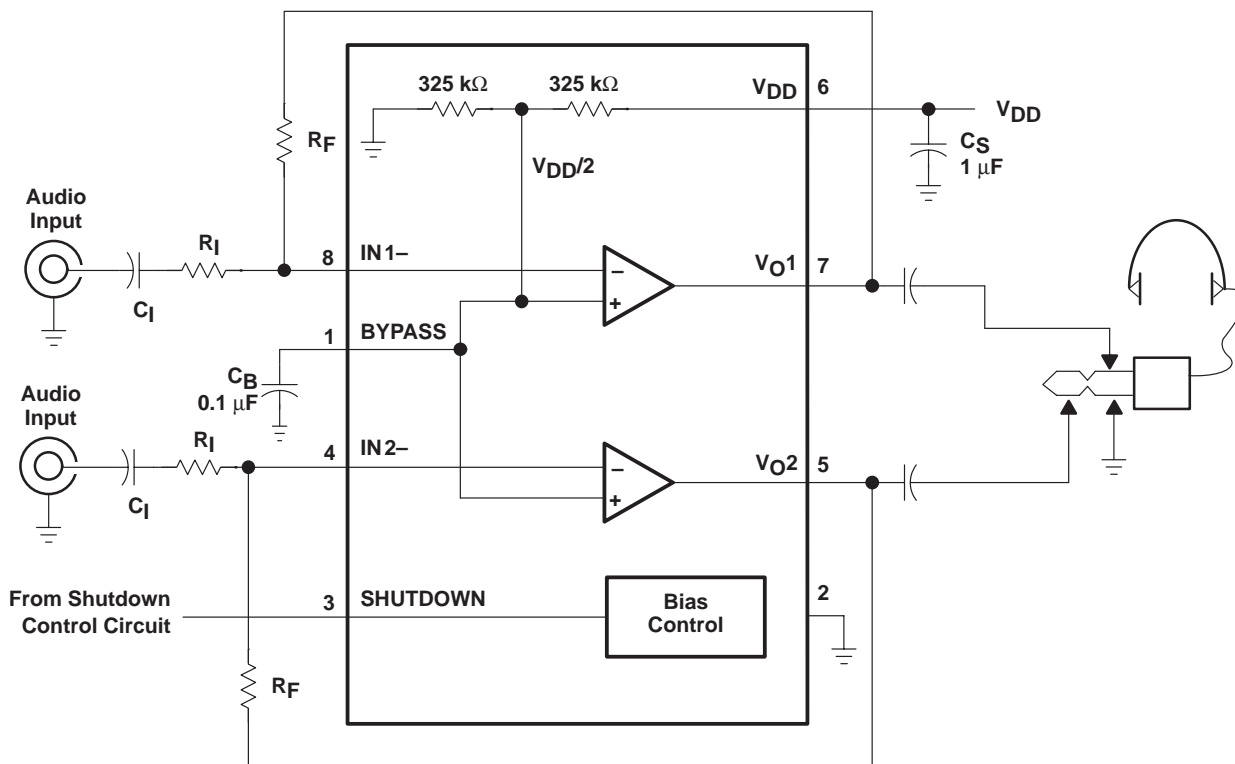 325 kΩ
325 kΩ
VDD
6
VDD
RF
VDD/2
CS
1 μF
Audio
Input
RI
CI
8
IN1–
–
+
VO1
7
1
BYPASS
CB
0.1 μF
Audio
Input
RI
CI
4
IN2–
–
+
VO2
5
From Shutdown
Control Circuit
3
SHUTDOWN
Bias
Control
2
RF